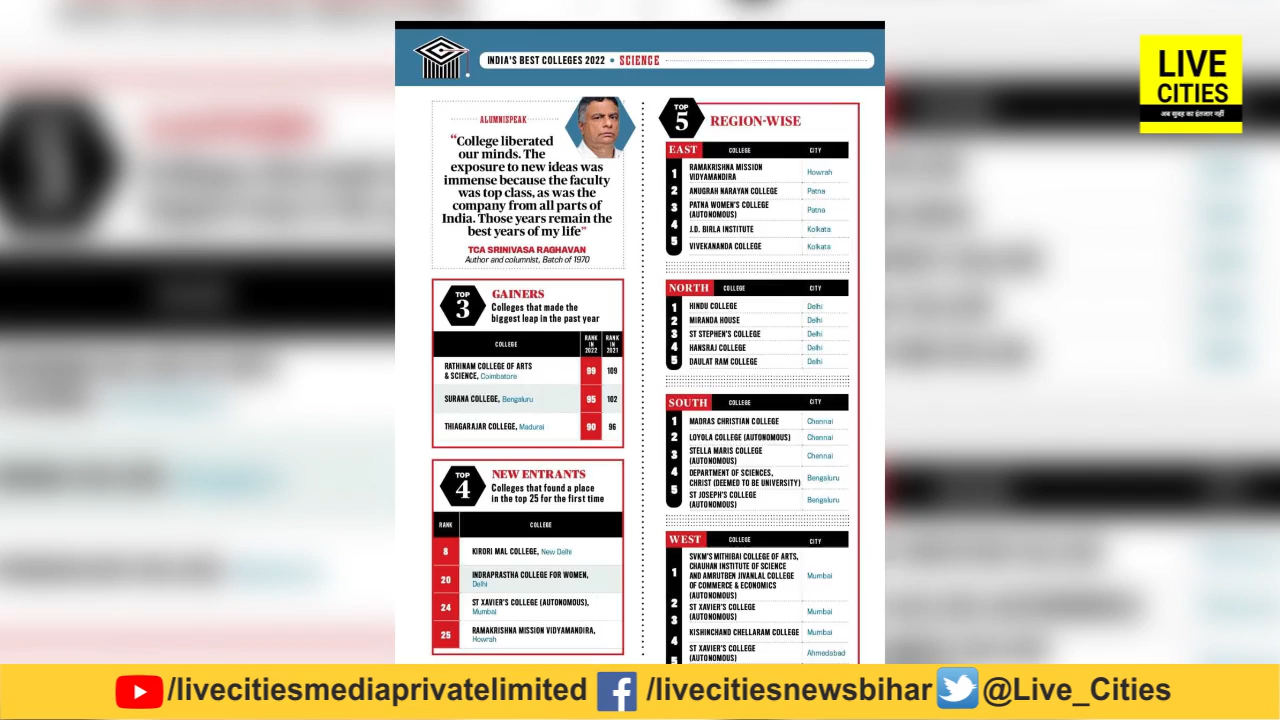 INDIA'S BEST COLLEGES 2022 • SCIENCE
LIVE
CITIES
अब सुबह का इंतजार नहीं
ALUMNISPEAK
“College liberated
our minds. The
exposure to new ideas was
immense because the faculty
was top class, as was the
company from all parts of
India. Those years remain the
best years of my life”
TCA SRINIVASA RAGHAVAN
Author and columnist, Batch of 1970
TOP
3
GAINERS
Colleges that made the
biggest leap in the past year
COLLEGE
RANK
IN
2022
RANK
IN
2021
RATHINAM COLLEGE OF ARTS
& SCIENCE, Coimbatore
99 109
SURANA COLLEGE, Bengaluru 95 102
THIAGARAJAR COLLEGE, Madurai 90 96
TOP
4
NEW ENTRANTS
Colleges that found a place
in the top 25 for the first time
RANK COLLEGE
8 KIRORI MAL COLLEGE, New Delhi
20 INDRAPRASTHA COLLEGE FOR WOMEN,
Delhi
24 ST XAVIER'S COLLEGE (AUTONOMOUS),
Mumbai
25 RAMAKRISHNA MISSION VIDYAMANDIRA,
Howrah
TOP
5
REGION-WISE
EAST COLLEGE CITY
1 RAMAKRISHNA MISSION
VIDYAMANDIRA
Howrah
2 ANUGRAH NARAYAN COLLEGE Patna
3 PATNA WOMEN'S COLLEGE
(AUTONOMOUS)
Patna
4 J.D. BIRLA INSTITUTE Kolkata
5 VIVEKANANDA COLLEGE Kolkata
NORTH COLLEGE CITY
1 HINDU COLLEGE Delhi
2 MIRANDA HOUSE Delhi
3 ST STEPHEN'S COLLEGE Delhi
4 HANSRAJ COLLEGE Delhi
5 DAULAT RAM COLLEGE Delhi
SOUTH COLLEGE CITY
1 MADRAS CHRISTIAN COLLEGE Chennai
2 LOYOLA COLLEGE (AUTONOMOUS) Chennai
3 STELLA MARIS COLLEGE
(AUTONOMOUS)
Chennai
4 DEPARTMENT OF SCIENCES,
CHRIST (DEEMED TO BE UNIVERSITY)
Bengaluru
5 ST JOSEPH'S COLLEGE
(AUTONOMOUS)
Bengaluru
WEST COLLEGE CITY
1 SVKM'S MITHIBAI COLLEGE OF ARTS,
CHAUHAN INSTITUTE OF SCIENCE
AND AMRUTBEN JIVANLAL COLLEGE
OF COMMERCE & ECONOMICS
(AUTONOMOUS)
Mumbai
2 ST XAVIER'S COLLEGE
(AUTONOMOUS)
Mumbai
3 KISHINCHAND CHELLARAM COLLEGE Mumbai
4 ST XAVIER'S COLLEGE
(AUTONOMOUS)
Ahmedabad
5
/livecitiesmediaprivatelimited /livecitiesnewsbihar @Live_Cities